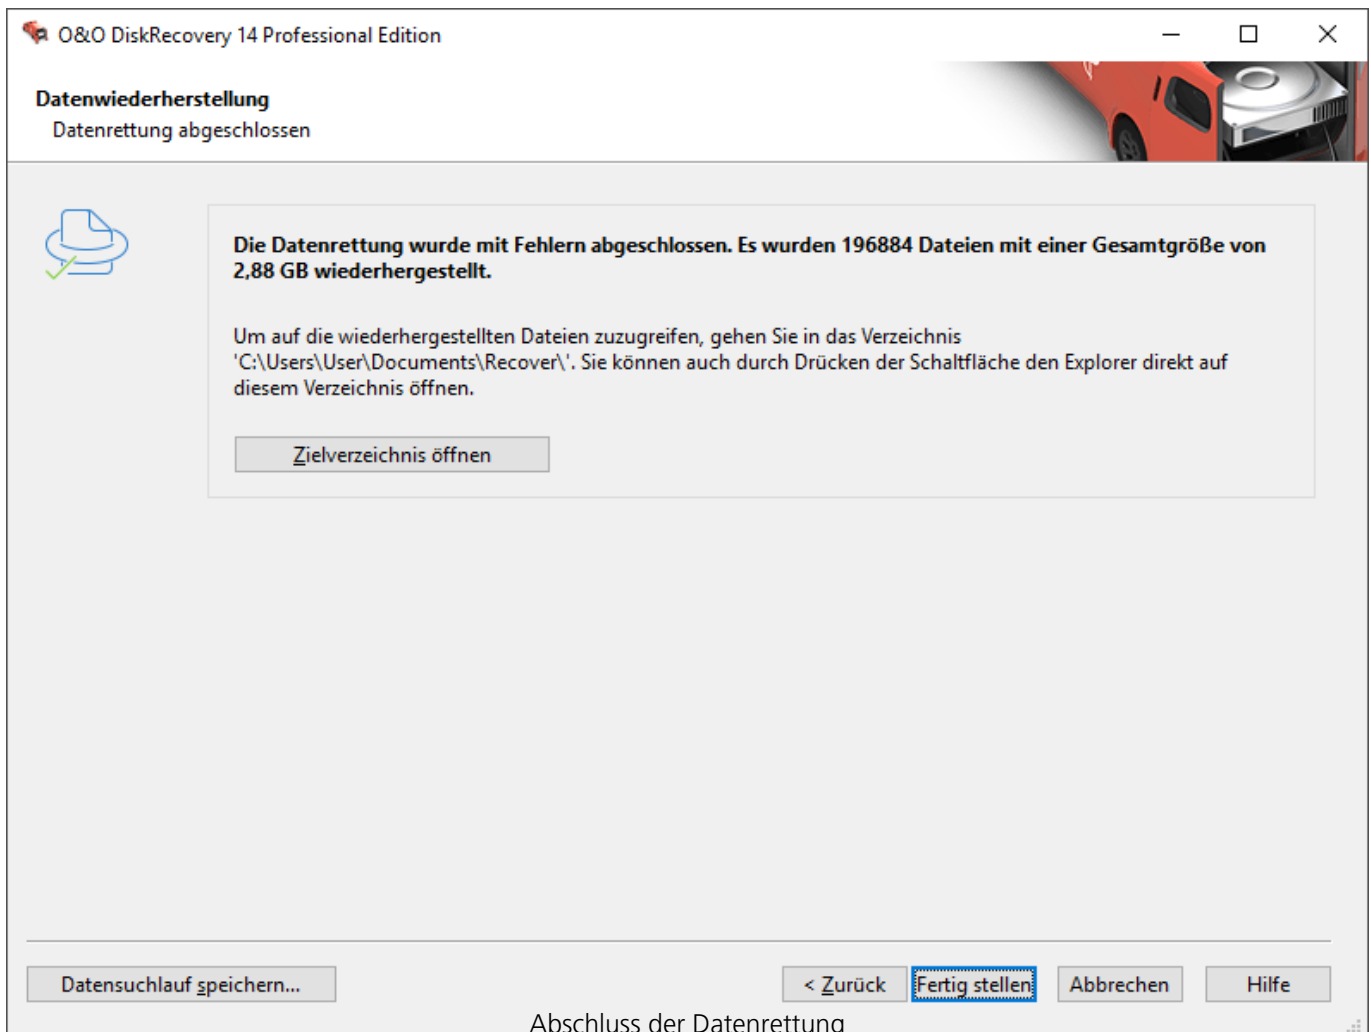 O&O DiskRecovery 14 Professional Edition
Datenwiederherstellung
Datenrettung abgeschlossen
Die Datenrettung wurde mit Fehlern abgeschlossen. Es wurden 196884 Dateien mit einer Gesamtgröße von
2,88 GB wiederhergestellt.
Um auf die wiederhergestellten Dateien zuzugreifen, gehen Sie in das Verzeichnis
'C:\Users\User\Documents\Recover\'. Sie können auch durch Drücken der Schaltfläche den Explorer direkt auf
diesem Verzeichnis öffnen.
Zielverzeichnis öffnen
Datensuchlauf speichern... < Zurück Fertig stellen Abbrechen Hilfe
Abschluss der Datenrettung